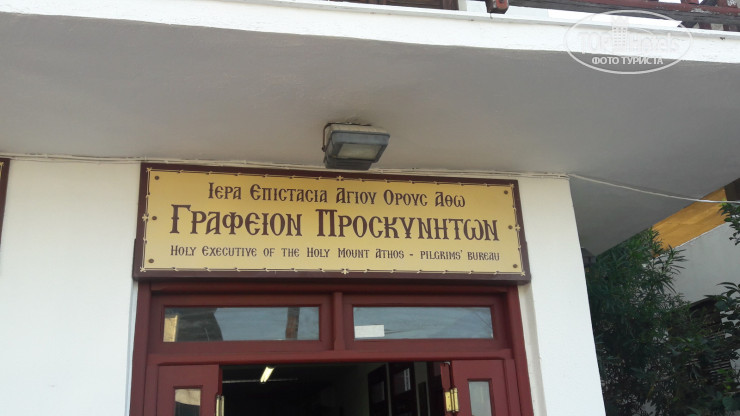 ΙΕΡΑ ΕΠΙΣΤΑΣΙΑ ΑΓΙΟΥ ΟΡΟΥΣ ΑΘΩ
ΓΡΑΦΕΙΟΝ ΠΡΟΣΚΥΝΗΤΩΝ
HOLY EXECUTIVE OF THE HOLY MOUNT ATHOS - PILGRIMS' BUREAU
ФОТО ТУРИСТА